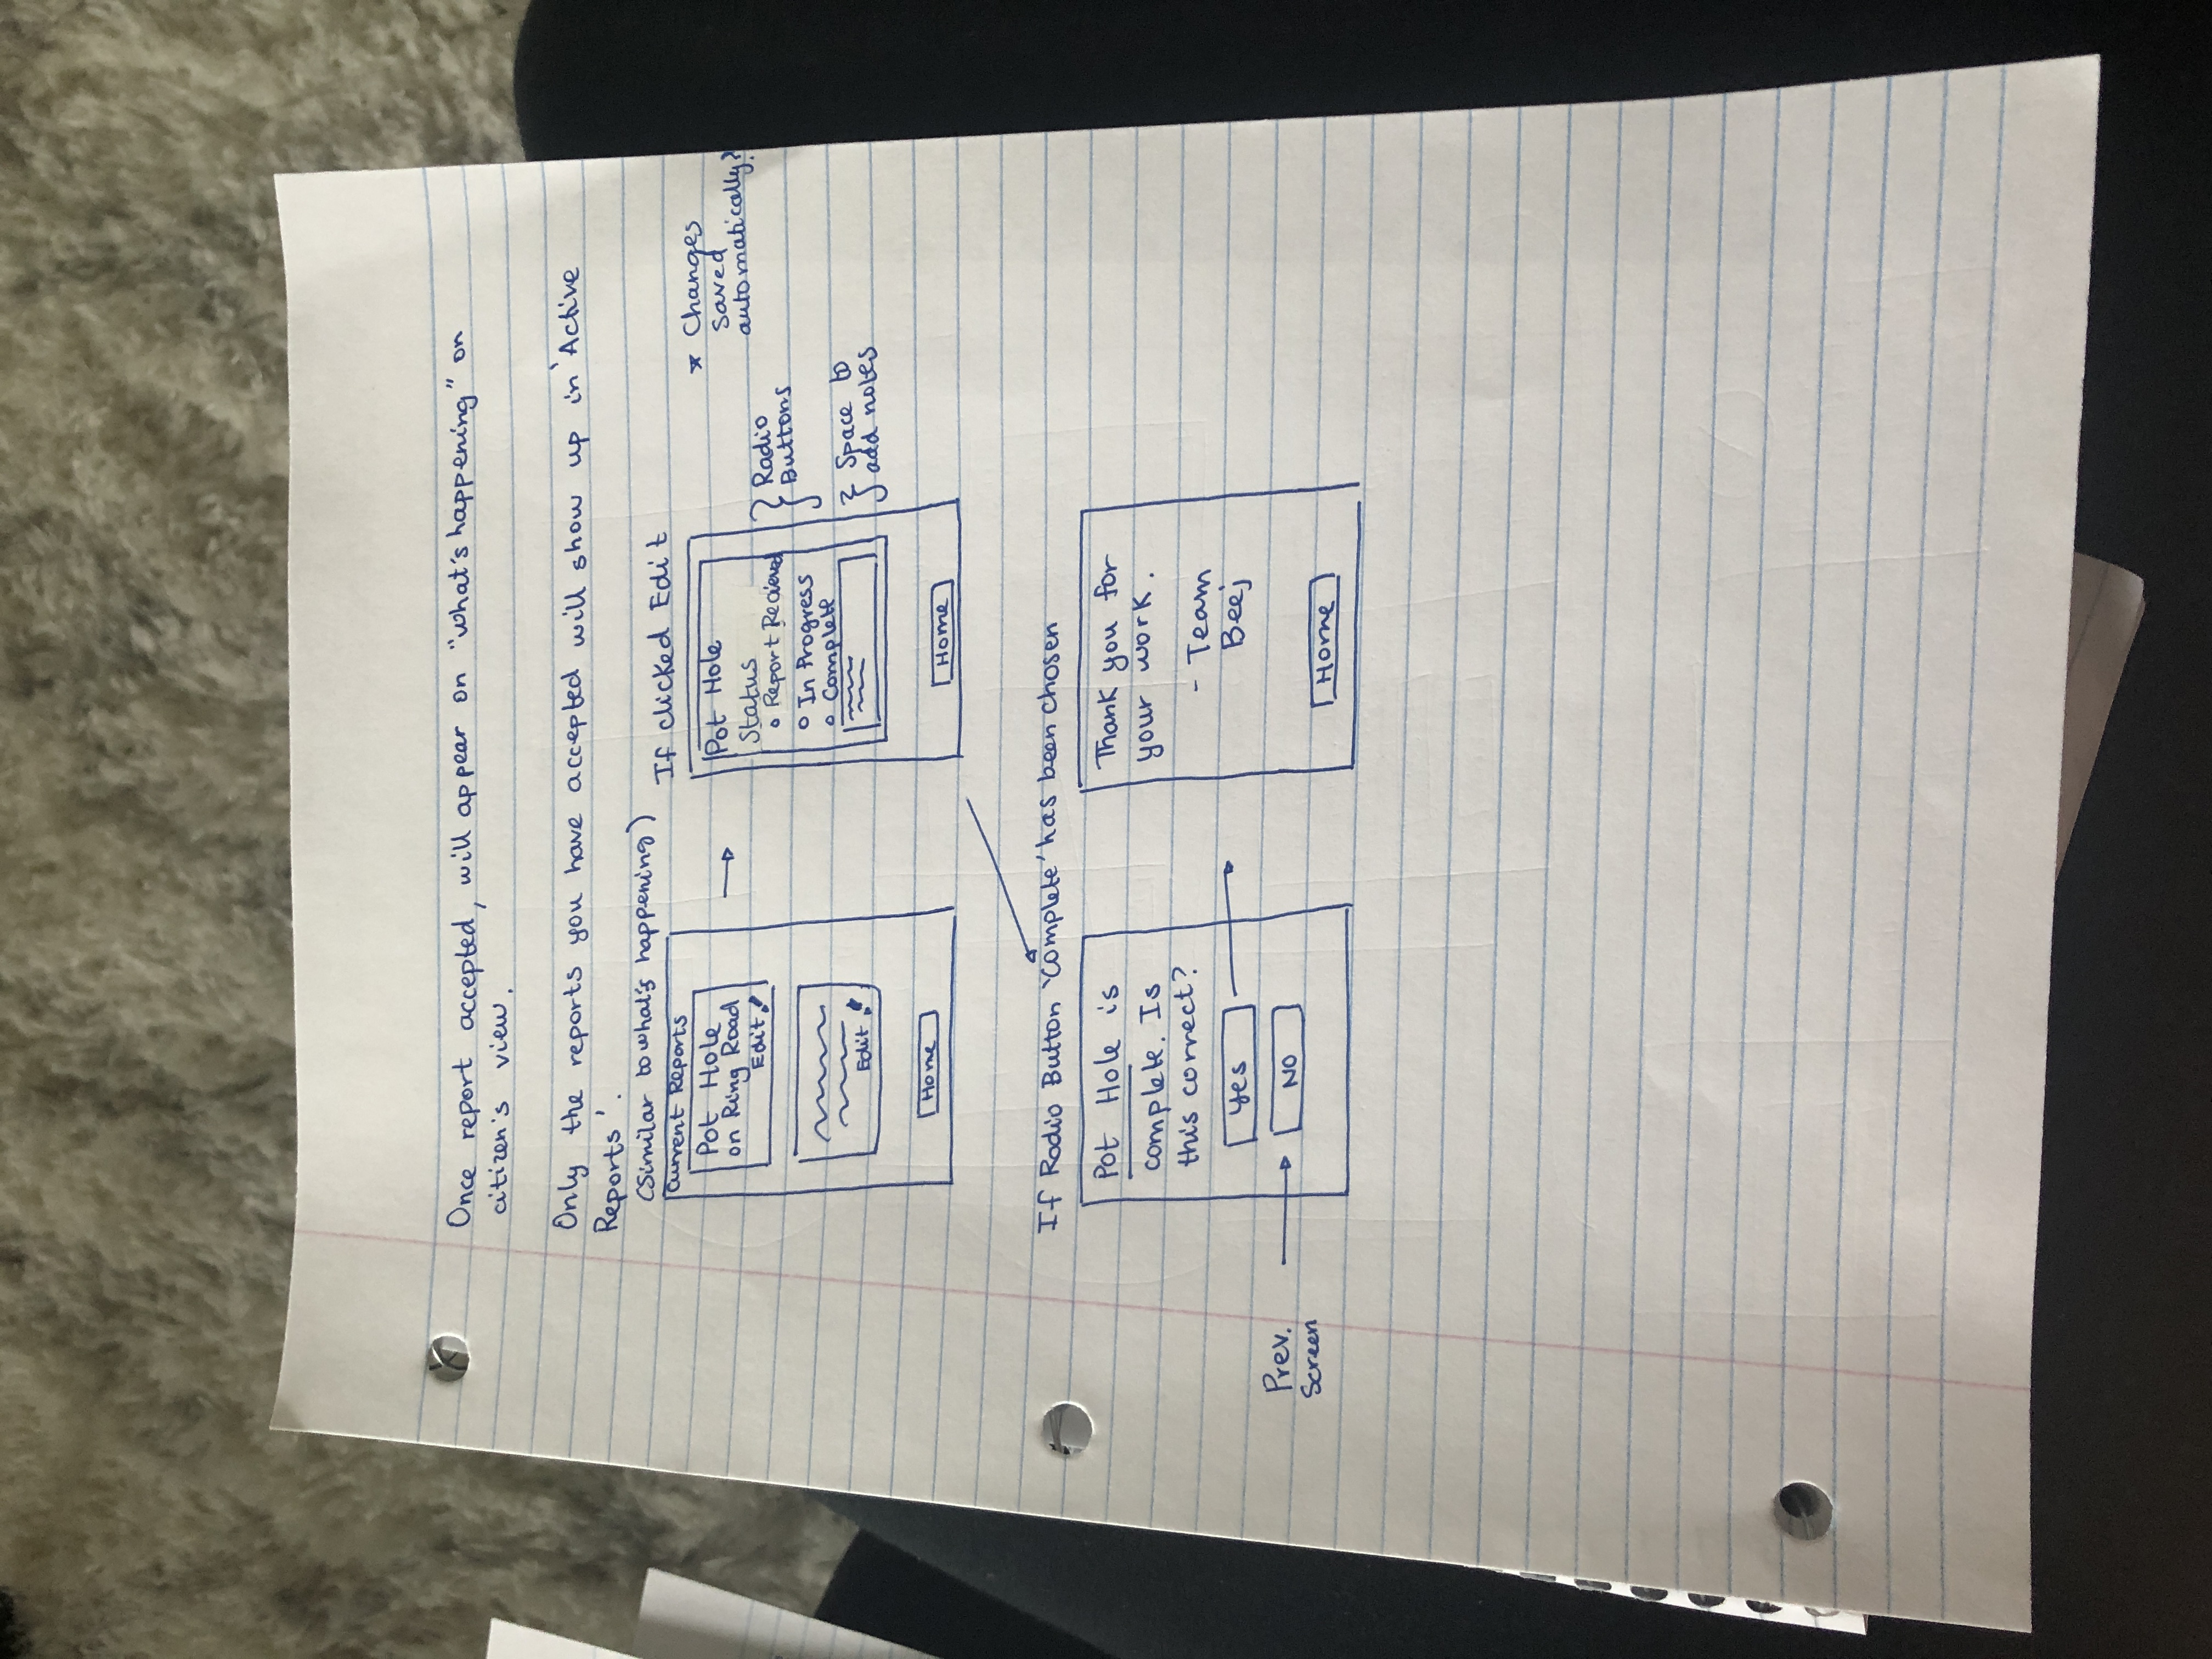 Once report accepted, will appear on "what's happening" on
citizen's view.
Only the reports you have accepted will show up in 'Active
Reports'.
(Similar to what's happening)
Current Reports
Pot Hole
on Ring Road
Edit
Edit
Home
If clicked Edit
Pot Hole
Status
Report Recieved
In Progress
Complete
Home
Radio
Buttons
Space to
add notes
* Changes
saved
automatically?
If Radio Button 'Complete' has been chosen
Pot Hole is
complete. Is
this correct?
Yes
NO
Prev.
Screen
Thank you for
your work.
- Team
Beej
Home